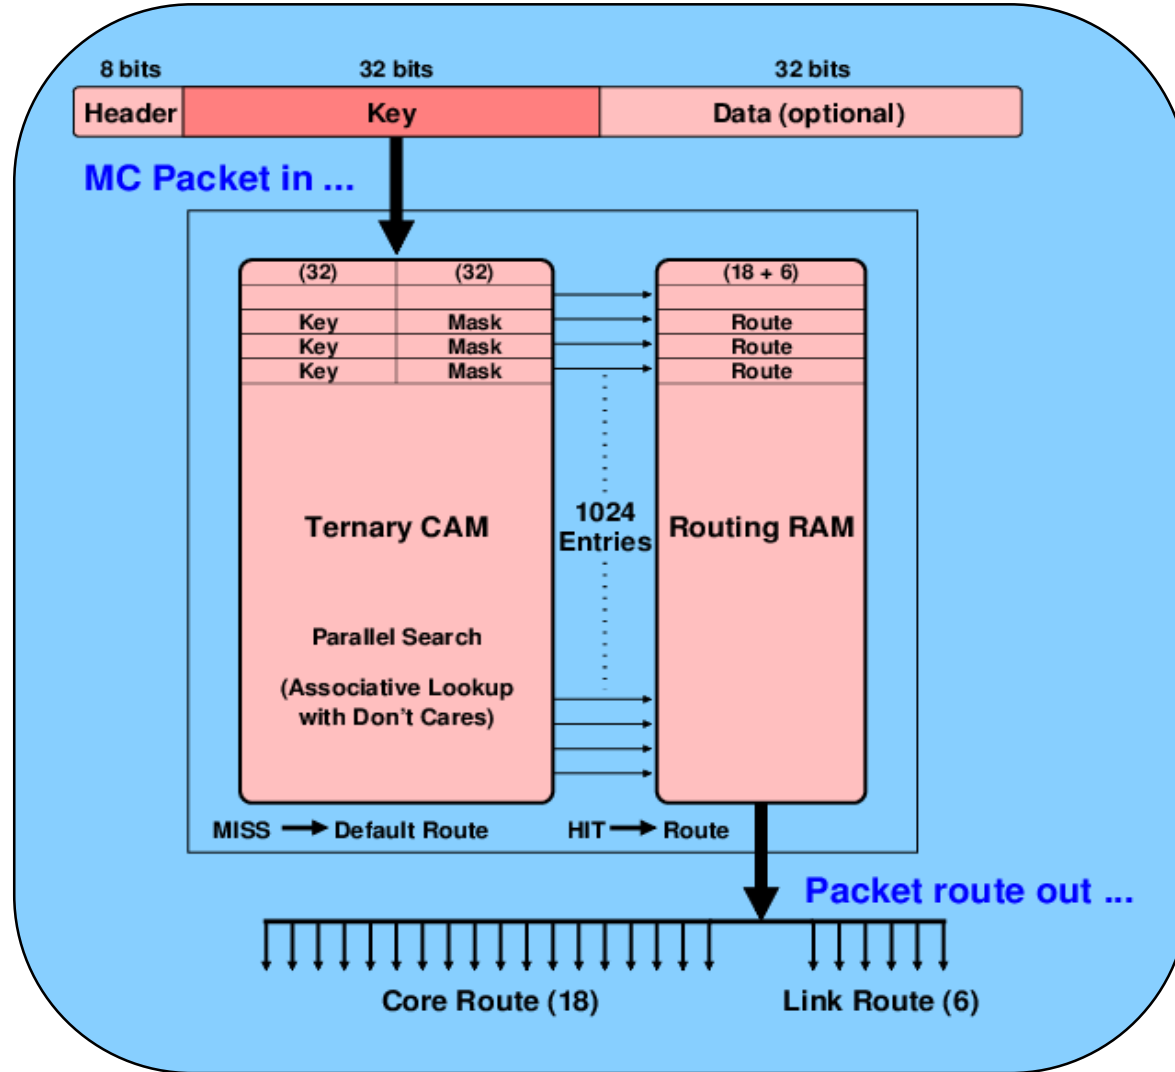 8 bits 32 bits 32 bits
Header Key Data (optional)
MC Packet in ...
(32) (32) (18 + 6)
Key Mask Route
Key Mask Route
Key Mask Route
Ternary CAM
1024
Entries
Routing RAM
Parallel Search
(Associative Lookup
with Don't Cares)
MISS Default Route HIT Route
Packet route out ...
Core Route (18) Link Route (6)